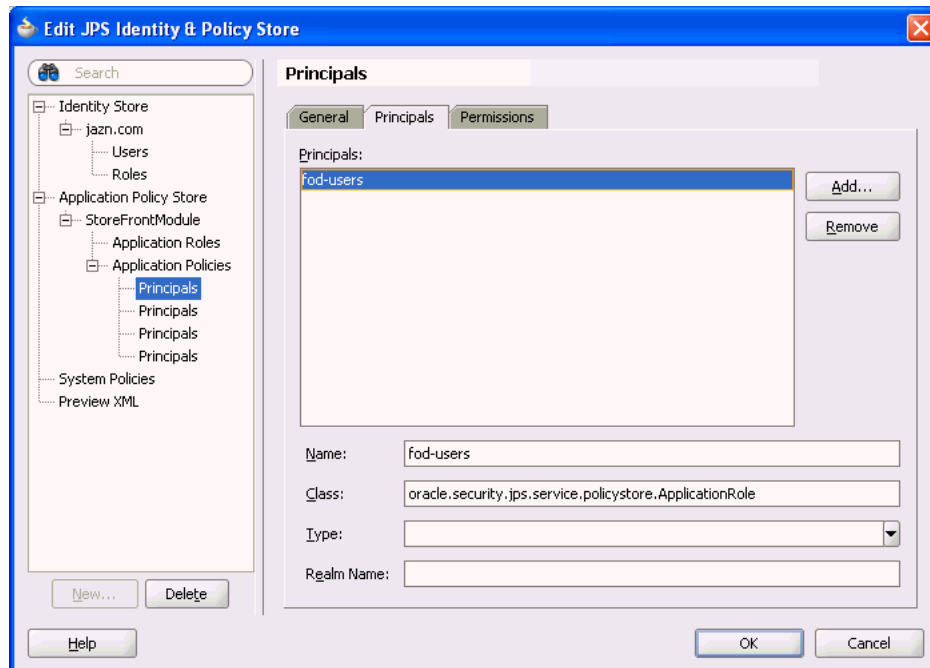 Edit JPS Identity & Policy Store
Search
Identity Store
jazn.com
Users
Roles
Application Policy Store
StoreFrontModule
Application Roles
Application Policies
Principals
Principals
Principals
Principals
System Policies
Preview XML
New...
Delete
Principals
General Principals Permissions
Principals:
fod-users
Add...
Remove
Name: fod-users
Class: oracle.security.jps.service.policystore.ApplicationRole
Type:
Realm Name:
Help
OK
Cancel